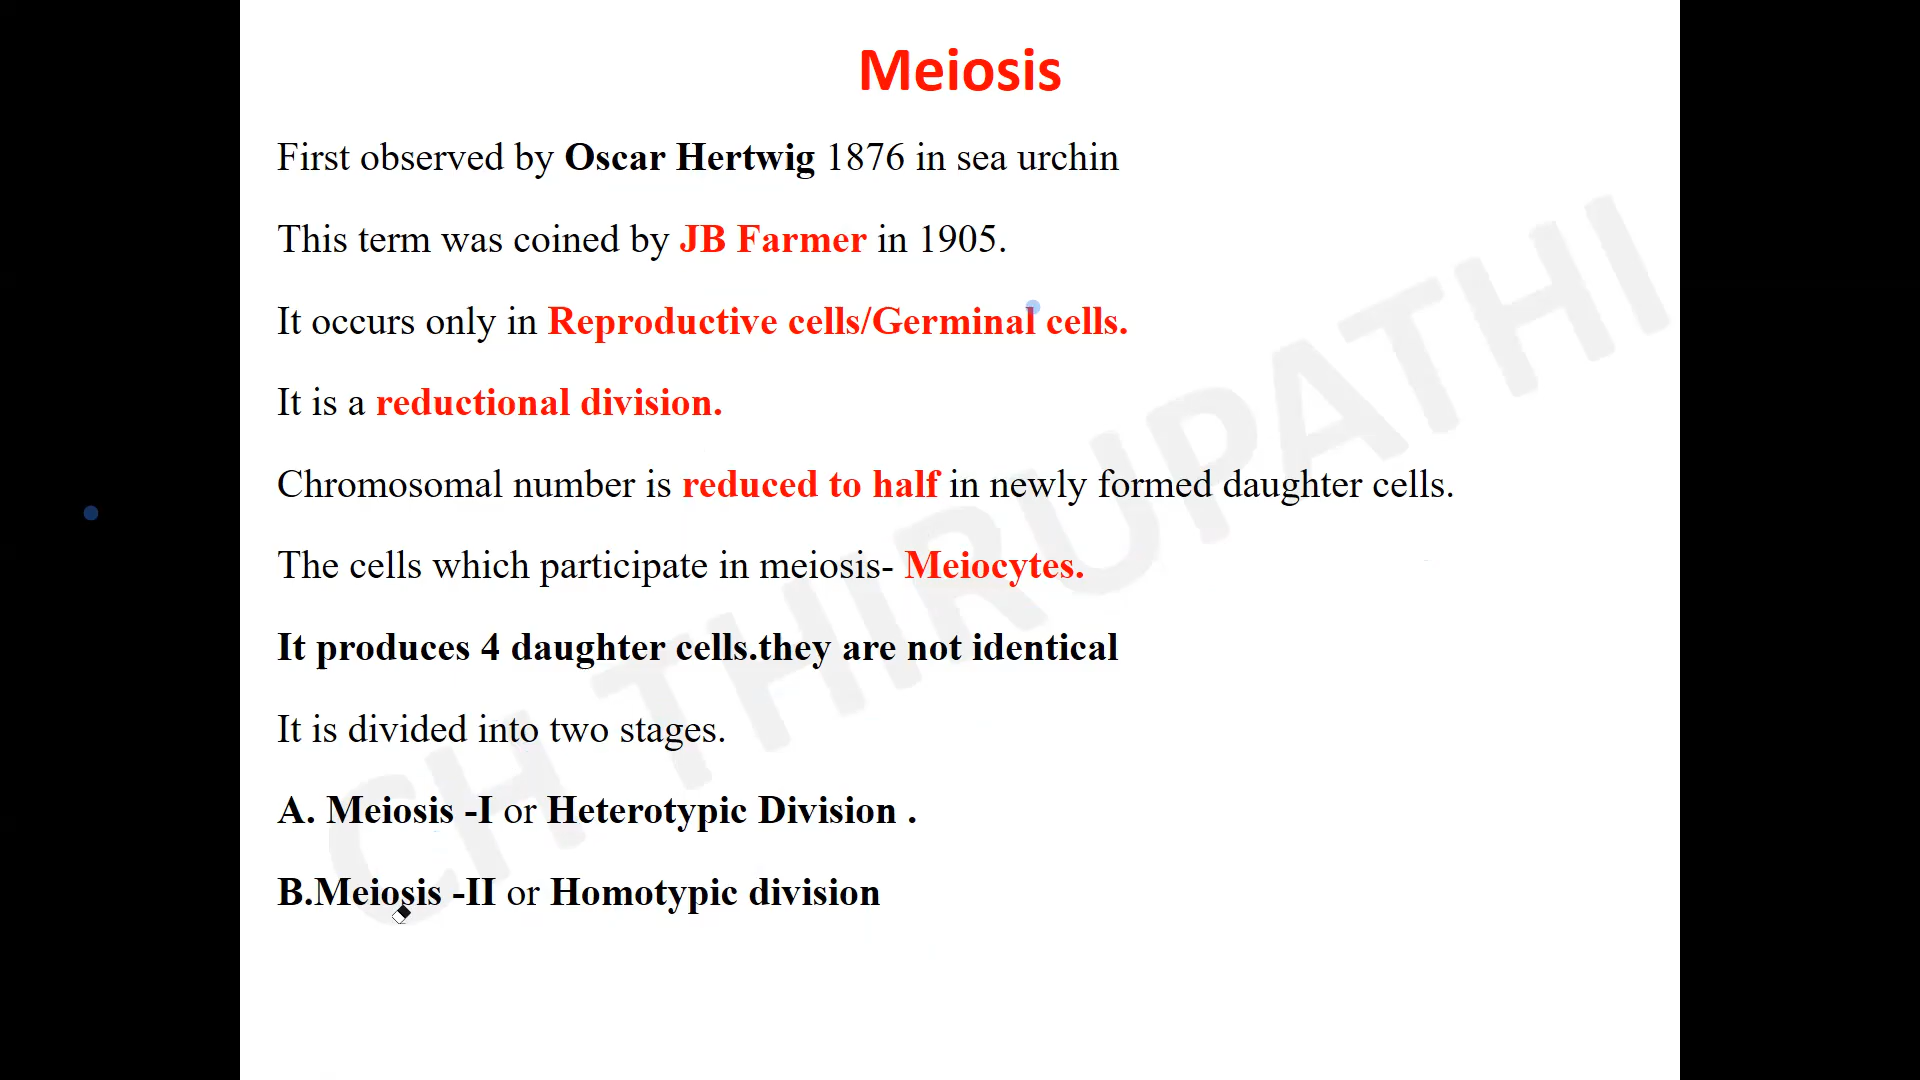 Meiosis
First observed by Oscar Hertwig 1876 in sea urchin
This term was coined by JB Farmer in 1905.
It occurs only in Reproductive cells/Germinal cells.
It is a reductional division.
Chromosomal number is reduced to half in newly formed daughter cells.
The cells which participate in meiosis- Meiocytes.
It produces 4 daughter cells.they are not identical
It is divided into two stages.
A. Meiosis -I or Heterotypic Division .
B.Meiosis -II or Homotypic division
CH THIRUPATHI